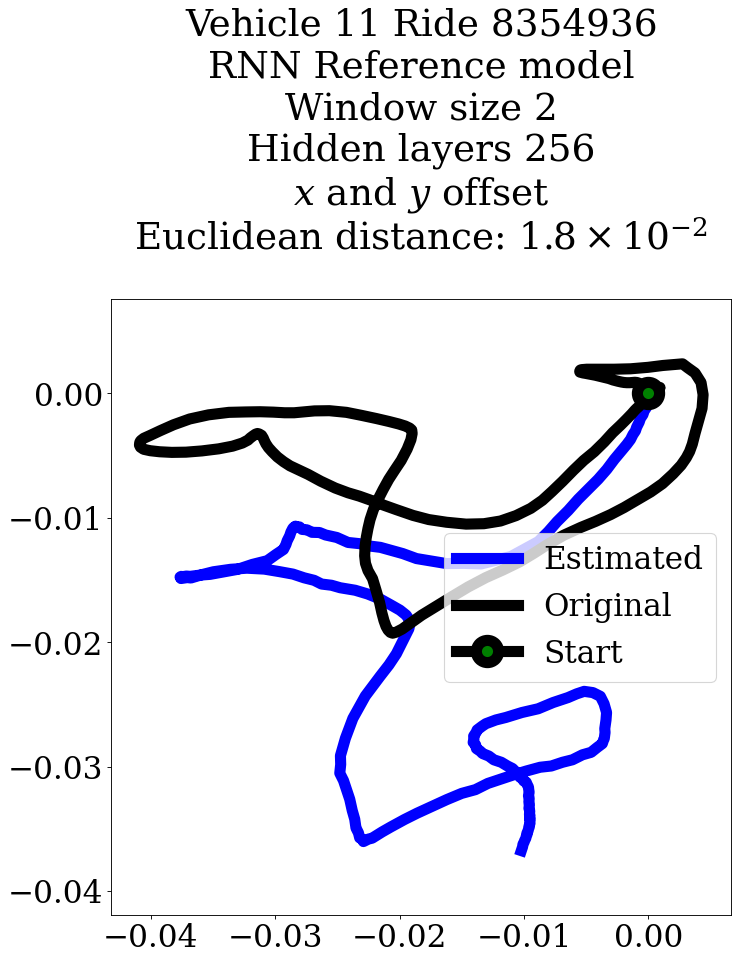 Vehicle 11 Ride 8354936
RNN Reference model
Window size 2
Hidden layers 256
x and y offset
Euclidean distance: 1.8 × 10⁻²
0.00
−0.01
−0.02
−0.03
−0.04
Estimated
Original
Start
−0.04 −0.03 −0.02 −0.01 0.00